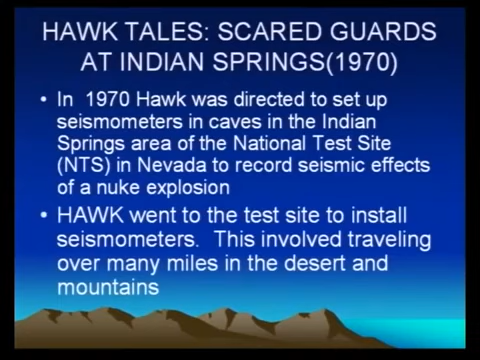 HAWK TALES: SCARED GUARDS
AT INDIAN SPRINGS(1970)
• In 1970 Hawk was directed to set up
seismometers in caves in the Indian
Springs area of the National Test Site
(NTS) in Nevada to record seismic effects
of a nuke explosion
• HAWK went to the test site to install
seismometers. This involved traveling
over many miles in the desert and
mountains